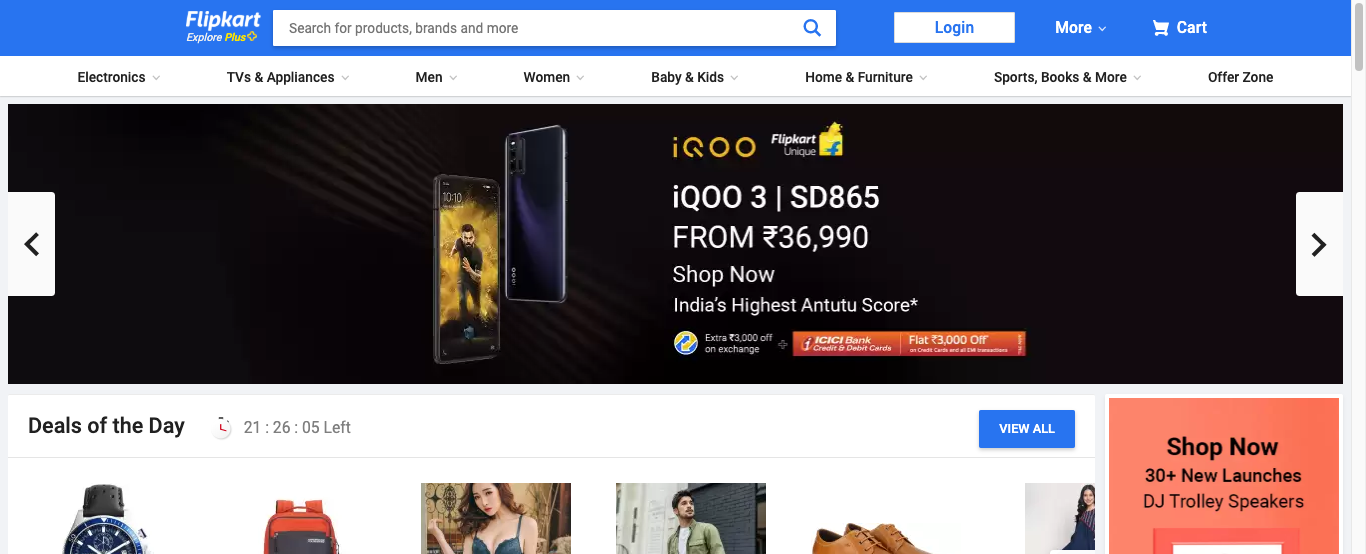 Flipkart
Explore Plus
Search for products, brands and more
Login
More
Cart
Electronics
TVs & Appliances
Men
Women
Baby & Kids
Home & Furniture
Sports, Books & More
Offer Zone
10:10
iQOO
iQOO
Flipkart
Unique
iQOO 3 | SD865
FROM ₹36,990
Shop Now
India's Highest Antutu Score*
Extra ₹3,000 off
on exchange
ICICI Bank
Credit & Debit Cards
Flat ₹3,000 Off
on Credit Cards and all EMI transactions
Deals of the Day
21 : 26 : 05 Left
VIEW ALL
Shop Now
30+ New Launches
DJ Trolley Speakers